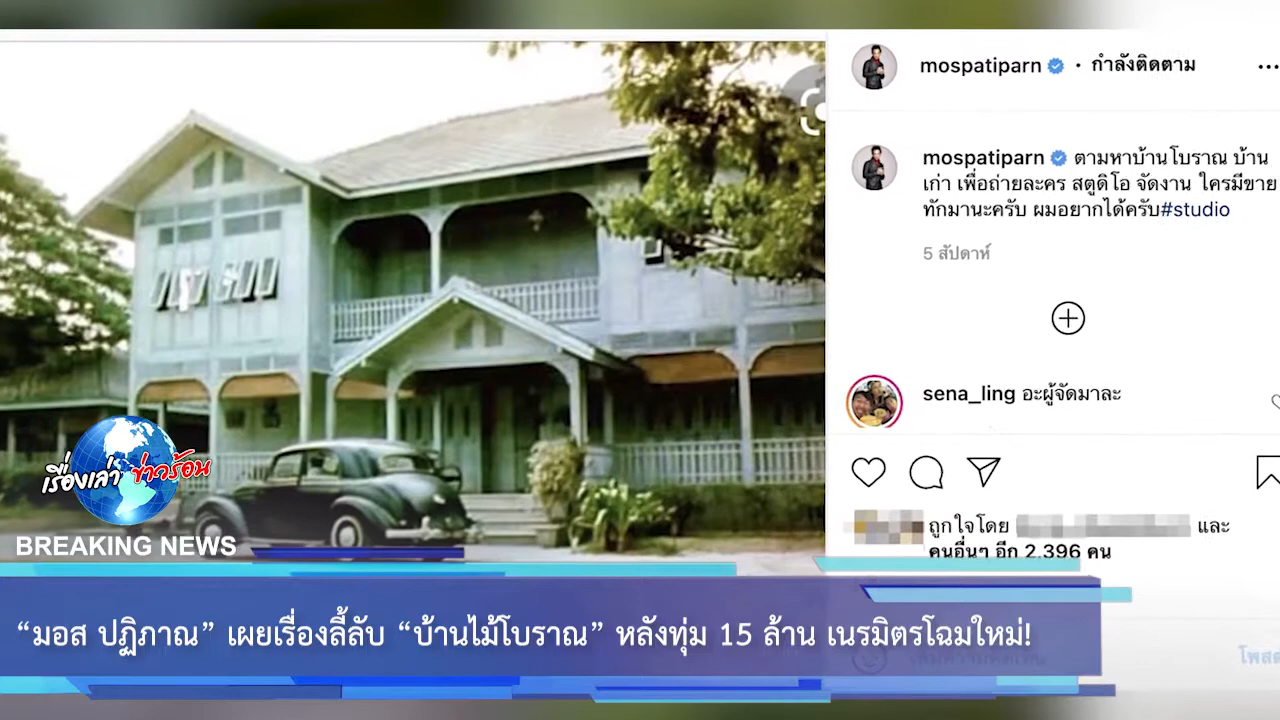 mospatiparn • กำลังติดตาม
mospatiparn ตามหาบ้านโบราณ บ้าน
เก่า เพื่อถ่ายละคร สตูดิโอ จัดงาน ใครมีขาย
ทักมานะครับ ผมอยากได้ครับ#studio
5 สัปดาห์
sena_ling อะผู้จัดมาละ
ถูกใจโดย และ
คนอื่นๆ อีก 2,396 คน
เรื่องเล่า ข่าวร้อน
BREAKING NEWS
“มอส ปฏิภาณ” เผยเรื่องลี้ลับ “บ้านไม้โบราณ” หลังทุ่ม 15 ล้าน เนรมิตรโฉมใหม่!